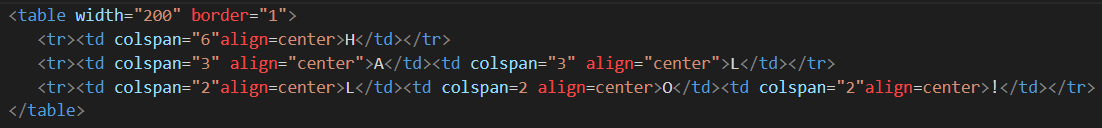 <table width="200" border="1">
<tr><td colspan="6"align=center>H</td></tr>
<tr><td colspan="3" align="center">A</td><td colspan="3" align="center">L</td></tr>
<tr><td colspan="2"align=center>L</td><td colspan=2 align=center>O</td><td colspan="2"align=center>!</td></tr>
</table>